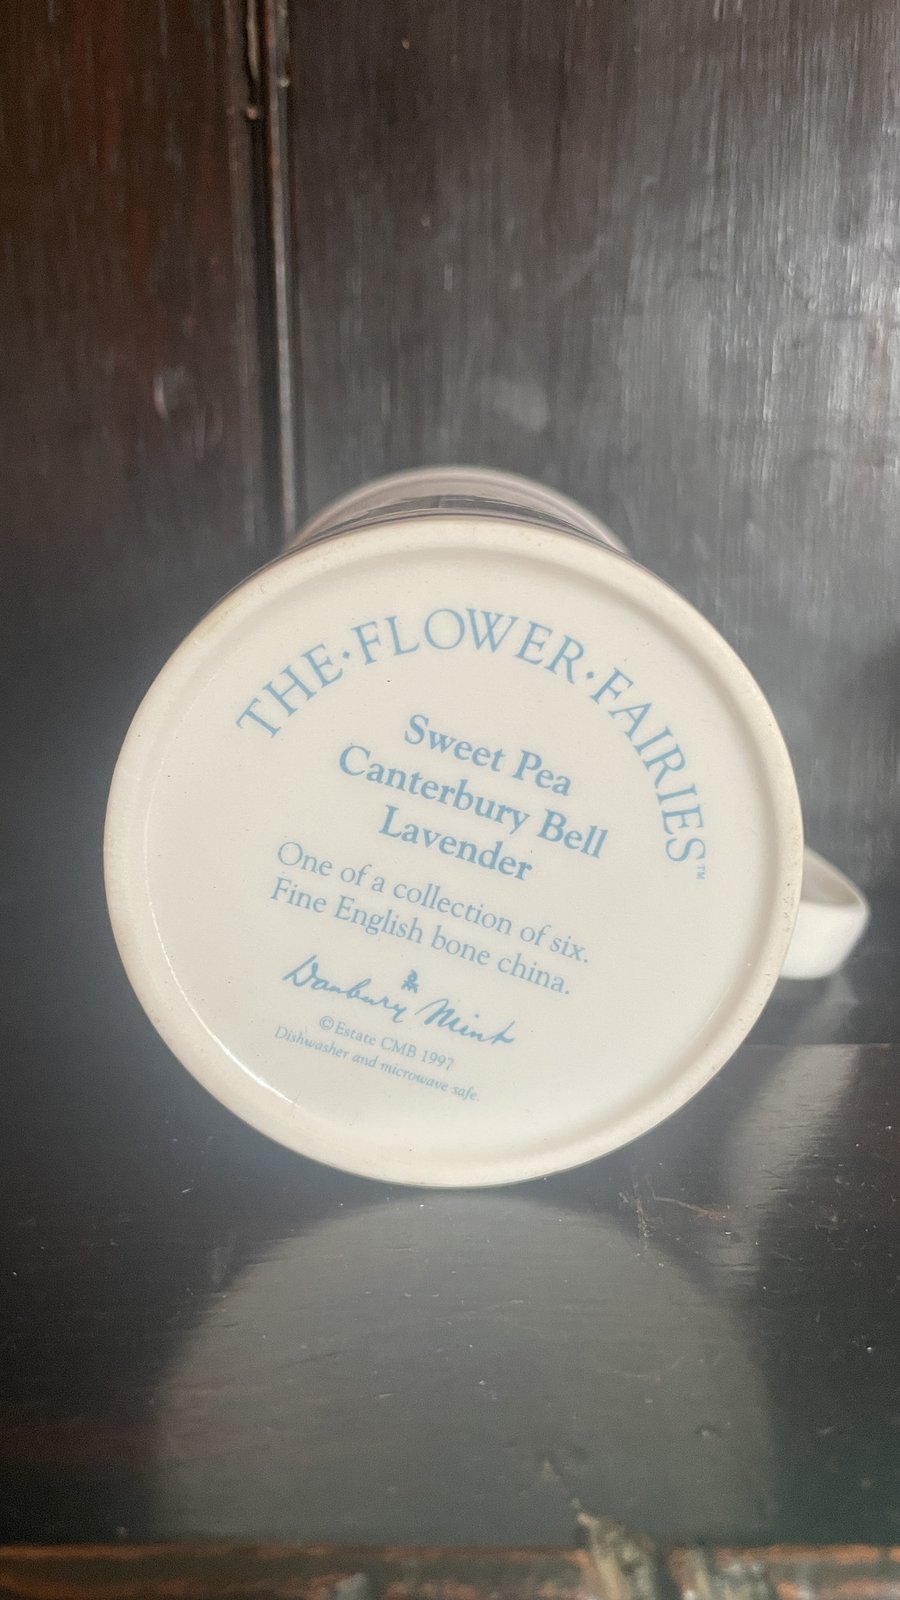 THE·FLOWER·FAIRIES™
Sweet Pea
Canterbury Bell
Lavender
One of a collection of six.
Fine English bone china.
Danbury Mint
©Estate CMB 1997
Dishwasher and microwave safe.